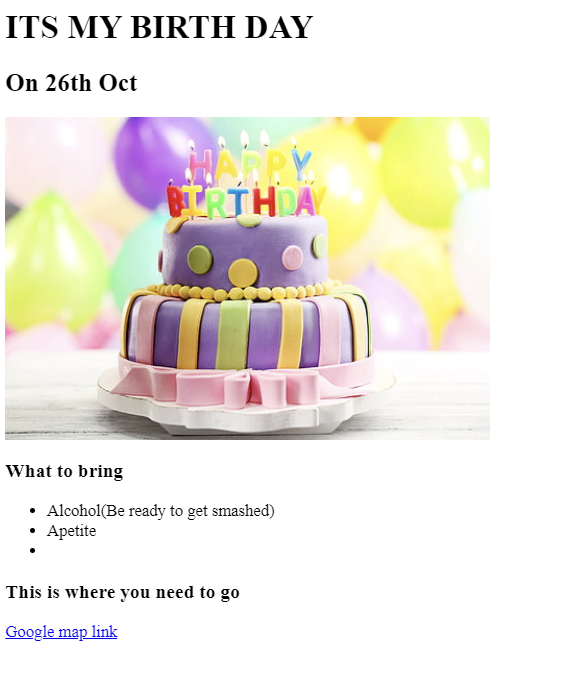 ITS MY BIRTH DAY
On 26th Oct
HAPPY
BIRTHDAY
What to bring
Alcohol(Be ready to get smashed)
Apetite
This is where you need to go
Google map link